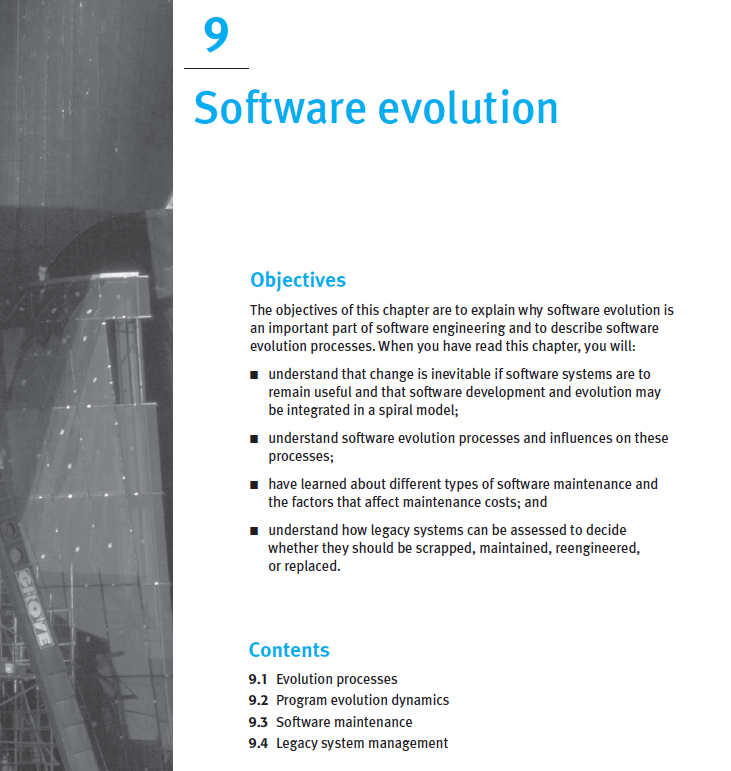 9
Software evolution
Objectives
The objectives of this chapter are to explain why software evolution is
an important part of software engineering and to describe software
evolution processes. When you have read this chapter, you will:
■ understand that change is inevitable if software systems are to
remain useful and that software development and evolution may
be integrated in a spiral model;
■ understand software evolution processes and influences on these
processes;
■ have learned about different types of software maintenance and
the factors that affect maintenance costs; and
■ understand how legacy systems can be assessed to decide
whether they should be scrapped, maintained, reengineered,
or replaced.
Contents
9.1 Evolution processes
9.2 Program evolution dynamics
9.3 Software maintenance
9.4 Legacy system management
GROVE